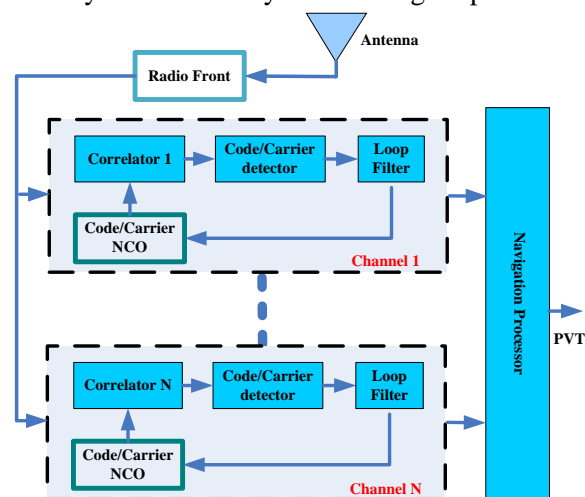 Antenna
Radio Front
Correlator 1
Code/Carrier
detector
Loop
Filter
Code/Carrier
NCO
Channel 1
Navigation Processor
PVT
Correlator N
Code/Carrier
detector
Loop
Filter
Code/Carrier
NCO
Channel N